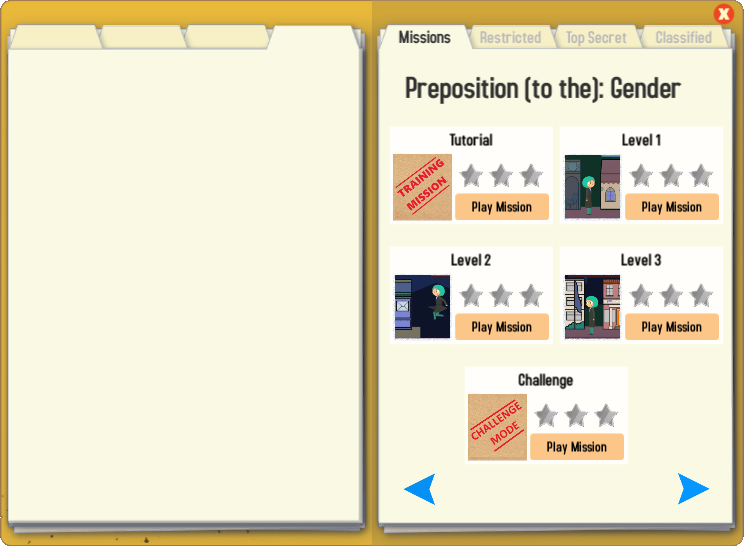 X
Missions Restricted Top Secret Classified
Preposition (to the): Gender
Tutorial
TRAINING
MISSION
Play Mission
Level 1
Play Mission
Level 2
Play Mission
Level 3
Play Mission
Challenge
CHALLENGE
MODE
Play Mission